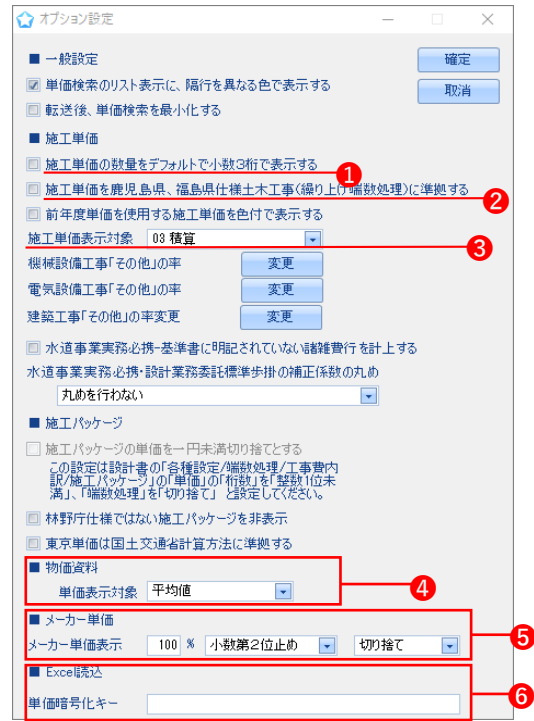 オプション設定
■ 一般設定
確定
単価検索のリスト表示に、隔行を異なる色で表示する
取消
転送後、単価検索を最小化する
■ 施工単価
施工単価の数量をデフォルトで小数3桁で表示する
1
施工単価を鹿児島県、福島県仕様土木工事(繰り上げ端数処理)に準拠する
2
前年度単価を使用する施工単価を色付で表示する
施工単価表示対象 03 積算
3
機械設備工事「その他」の率 変更
電気設備工事「その他」の率 変更
建築工事「その他」の率変更 変更
水道事業実務必携-基準書に明記されていない諸雑費行を計上する
水道事業実務必携・設計業務委託標準歩掛の補正係数の丸め
丸めを行わない
■ 施工パッケージ
施工パッケージの単価を一円未満切り捨てとする
この設定は設計書の「各種設定/端数処理/工事費内
訳/施工パッケージ」の「単価」の「桁数」を「整数1位未
満」、「端数処理」を「切り捨て」 と設定してください。
林野庁仕様ではない施工パッケージを非表示
東京単価は国土交通省計算方法に準拠する
■ 物価資料
単価表示対象 平均値
4
■ メーカー単価
メーカー単価表示 100 % 小数第2位止め 切り捨て
5
■ Excel読込
単価暗号化キー
6